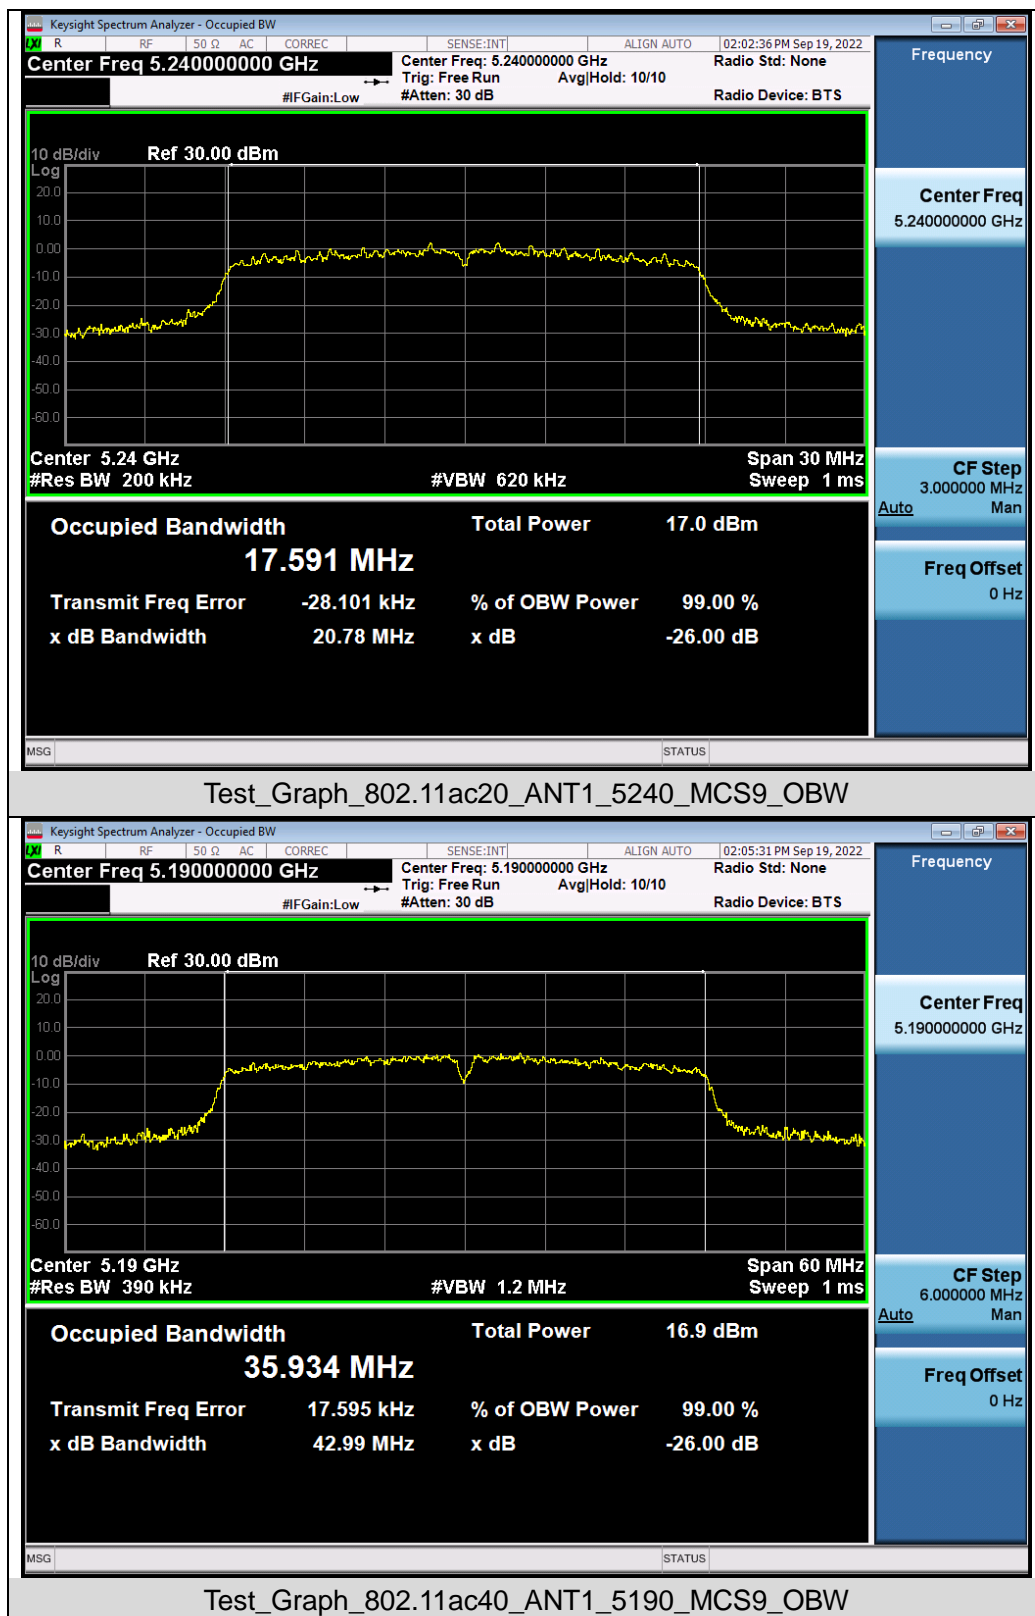 Keysight Spectrum Analyzer - Occupied BW
LXI R RF 50 Ω AC CORREC SENSE:INT ALIGN AUTO 02:02:36 PM Sep 19, 2022
Center Freq 5.240000000 GHz
Center Freq: 5.240000000 GHz Radio Std: None
Trig: Free Run Avg|Hold: 10/10
#IFGain:Low #Atten: 30 dB Radio Device: BTS
Frequency
10 dB/div Ref 30.00 dBm
Log
20.0
10.0
0.00
-10.0
-20.0
-30.0
-40.0
-50.0
-60.0
Center 5.24 GHz Span 30 MHz
#Res BW 200 kHz #VBW 620 kHz Sweep 1 ms
Center Freq
5.240000000 GHz
CF Step
3.000000 MHz
Auto Man
Freq Offset
0 Hz
Occupied Bandwidth Total Power 17.0 dBm
17.591 MHz
Transmit Freq Error -28.101 kHz % of OBW Power 99.00 %
x dB Bandwidth 20.78 MHz x dB -26.00 dB
MSG STATUS
Test_Graph_802.11ac20_ANT1_5240_MCS9_OBW
Keysight Spectrum Analyzer - Occupied BW
LXI R RF 50 Ω AC CORREC SENSE:INT ALIGN AUTO 02:05:31 PM Sep 19, 2022
Center Freq 5.190000000 GHz
Center Freq: 5.190000000 GHz Radio Std: None
Trig: Free Run Avg|Hold: 10/10
#IFGain:Low #Atten: 30 dB Radio Device: BTS
Frequency
10 dB/div Ref 30.00 dBm
Log
20.0
10.0
0.00
-10.0
-20.0
-30.0
-40.0
-50.0
-60.0
Center 5.19 GHz Span 60 MHz
#Res BW 390 kHz #VBW 1.2 MHz Sweep 1 ms
Center Freq
5.190000000 GHz
CF Step
6.000000 MHz
Auto Man
Freq Offset
0 Hz
Occupied Bandwidth Total Power 16.9 dBm
35.934 MHz
Transmit Freq Error 17.595 kHz % of OBW Power 99.00 %
x dB Bandwidth 42.99 MHz x dB -26.00 dB
MSG STATUS
Test_Graph_802.11ac40_ANT1_5190_MCS9_OBW